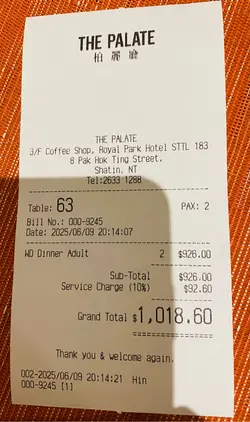 THE PALATE
柏麗廳
THE PALATE
3/F Coffee Shop, Royal Park Hotel STTL 183
8 Pak Hok Ting Street,
Shatin, NT
Tel:2633 1288
Table: 63 PAX: 2
Bill No.: 000-9245
Date: 2025/06/09 20:14:07
WD Dinner Adult 2 $926.00
Sub-Total $926.00
Service Charge (10%) $92.60
Grand Total $1,018.60
Thank you & welcome again.
002-2025/06/09 20:14:21 Hin
000-9245 [1]